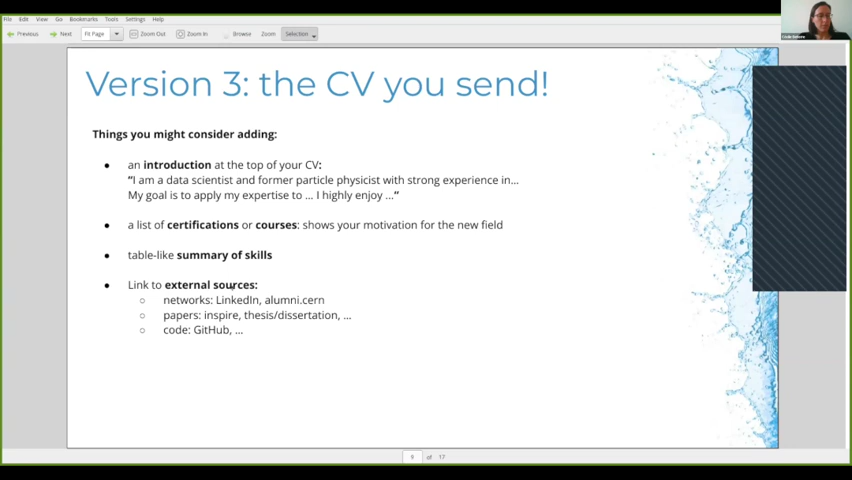 File Edit View Go Bookmarks Tools Settings Help
Previous Next Fit Page Zoom Out Zoom In Browse Zoom Selection
Version 3: the CV you send!
Things you might consider adding:
● an introduction at the top of your CV:
“I am a data scientist and former particle physicist with strong experience in...
My goal is to apply my expertise to ... I highly enjoy ...“
● a list of certifications or courses: shows your motivation for the new field
● table-like summary of skills
● Link to external sources:
○ networks: LinkedIn, alumni.cern
○ papers: inspire, thesis/dissertation, ...
○ code: GitHub, ...
9 of 17